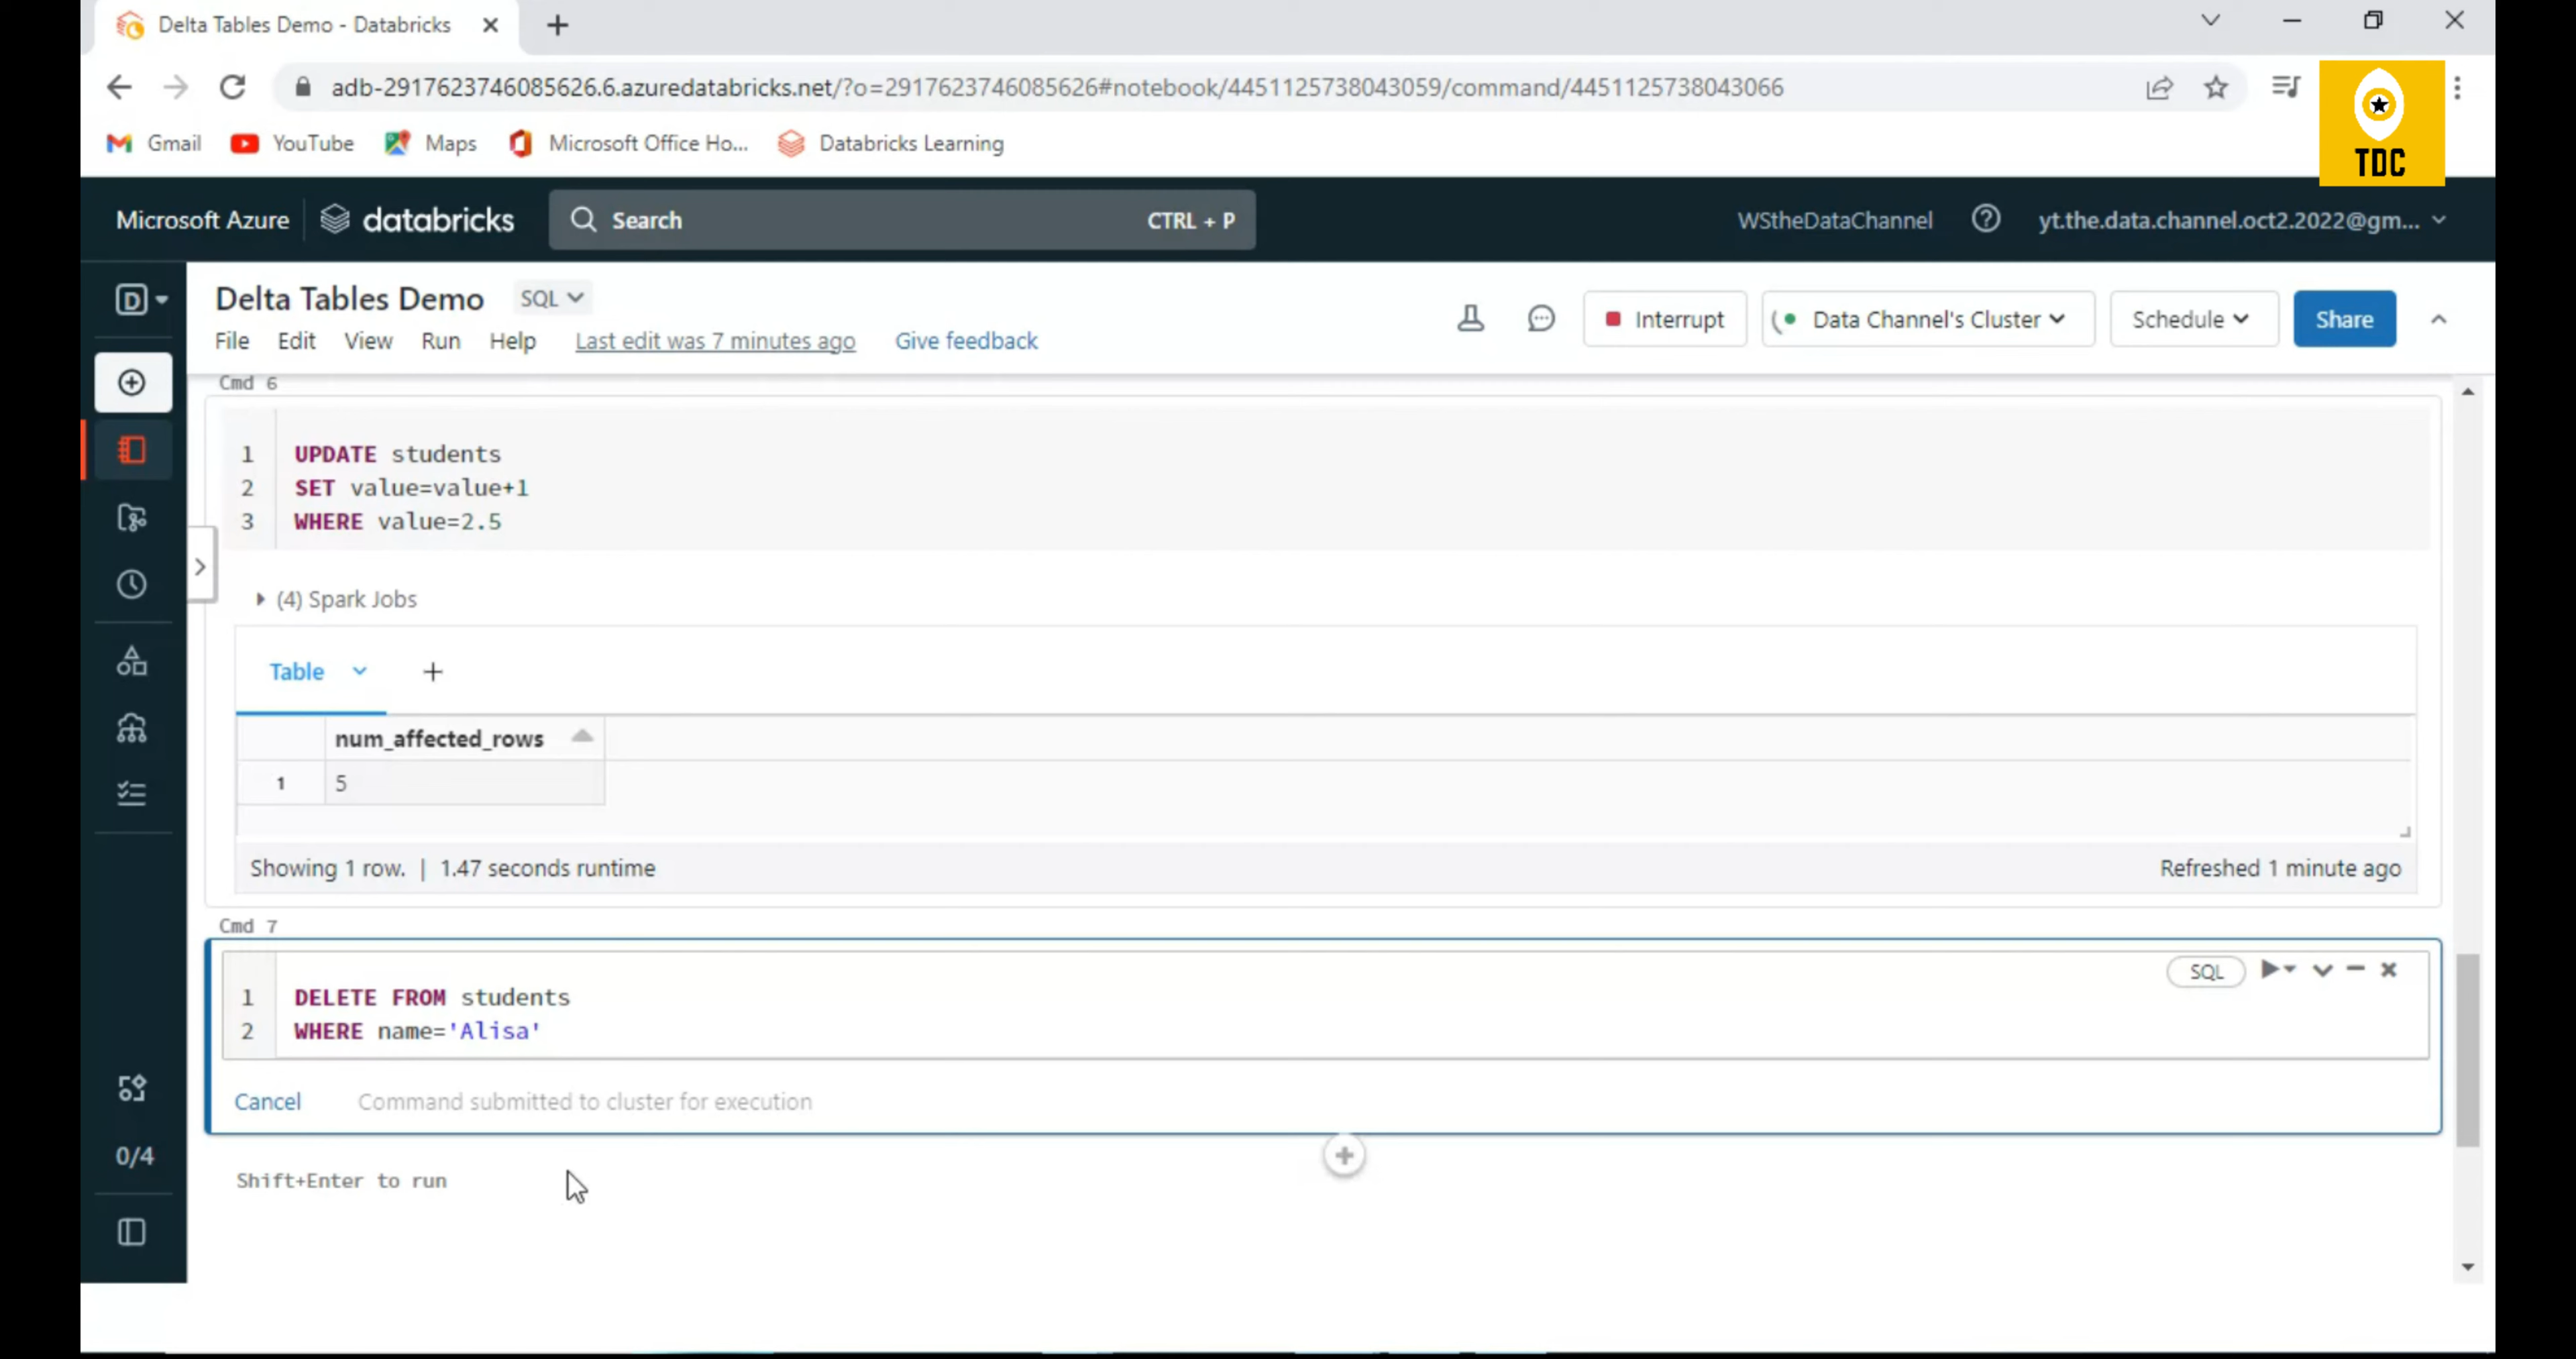 Delta Tables Demo - Databricks
adb-2917623746085626.6.azuredatabricks.net/?o=2917623746085626#notebook/4451125738043059/command/4451125738043066
Gmail YouTube Maps Microsoft Office Ho... Databricks Learning
TDC
Microsoft Azure databricks Search CTRL + P WStheDataChannel yt.the.data.channel.oct2.2022@gm...
Delta Tables Demo SQL
Interrupt Data Channel's Cluster Schedule Share
File Edit View Run Help Last edit was 7 minutes ago Give feedback
Cmd 6
1 UPDATE students
2 SET value=value+1
3 WHERE value=2.5
(4) Spark Jobs
Table
num_affected_rows
1 5
Showing 1 row. | 1.47 seconds runtime Refreshed 1 minute ago
Cmd 7
SQL
1 DELETE FROM students
2 WHERE name='Alisa'
Cancel Command submitted to cluster for execution
0/4
Shift+Enter to run